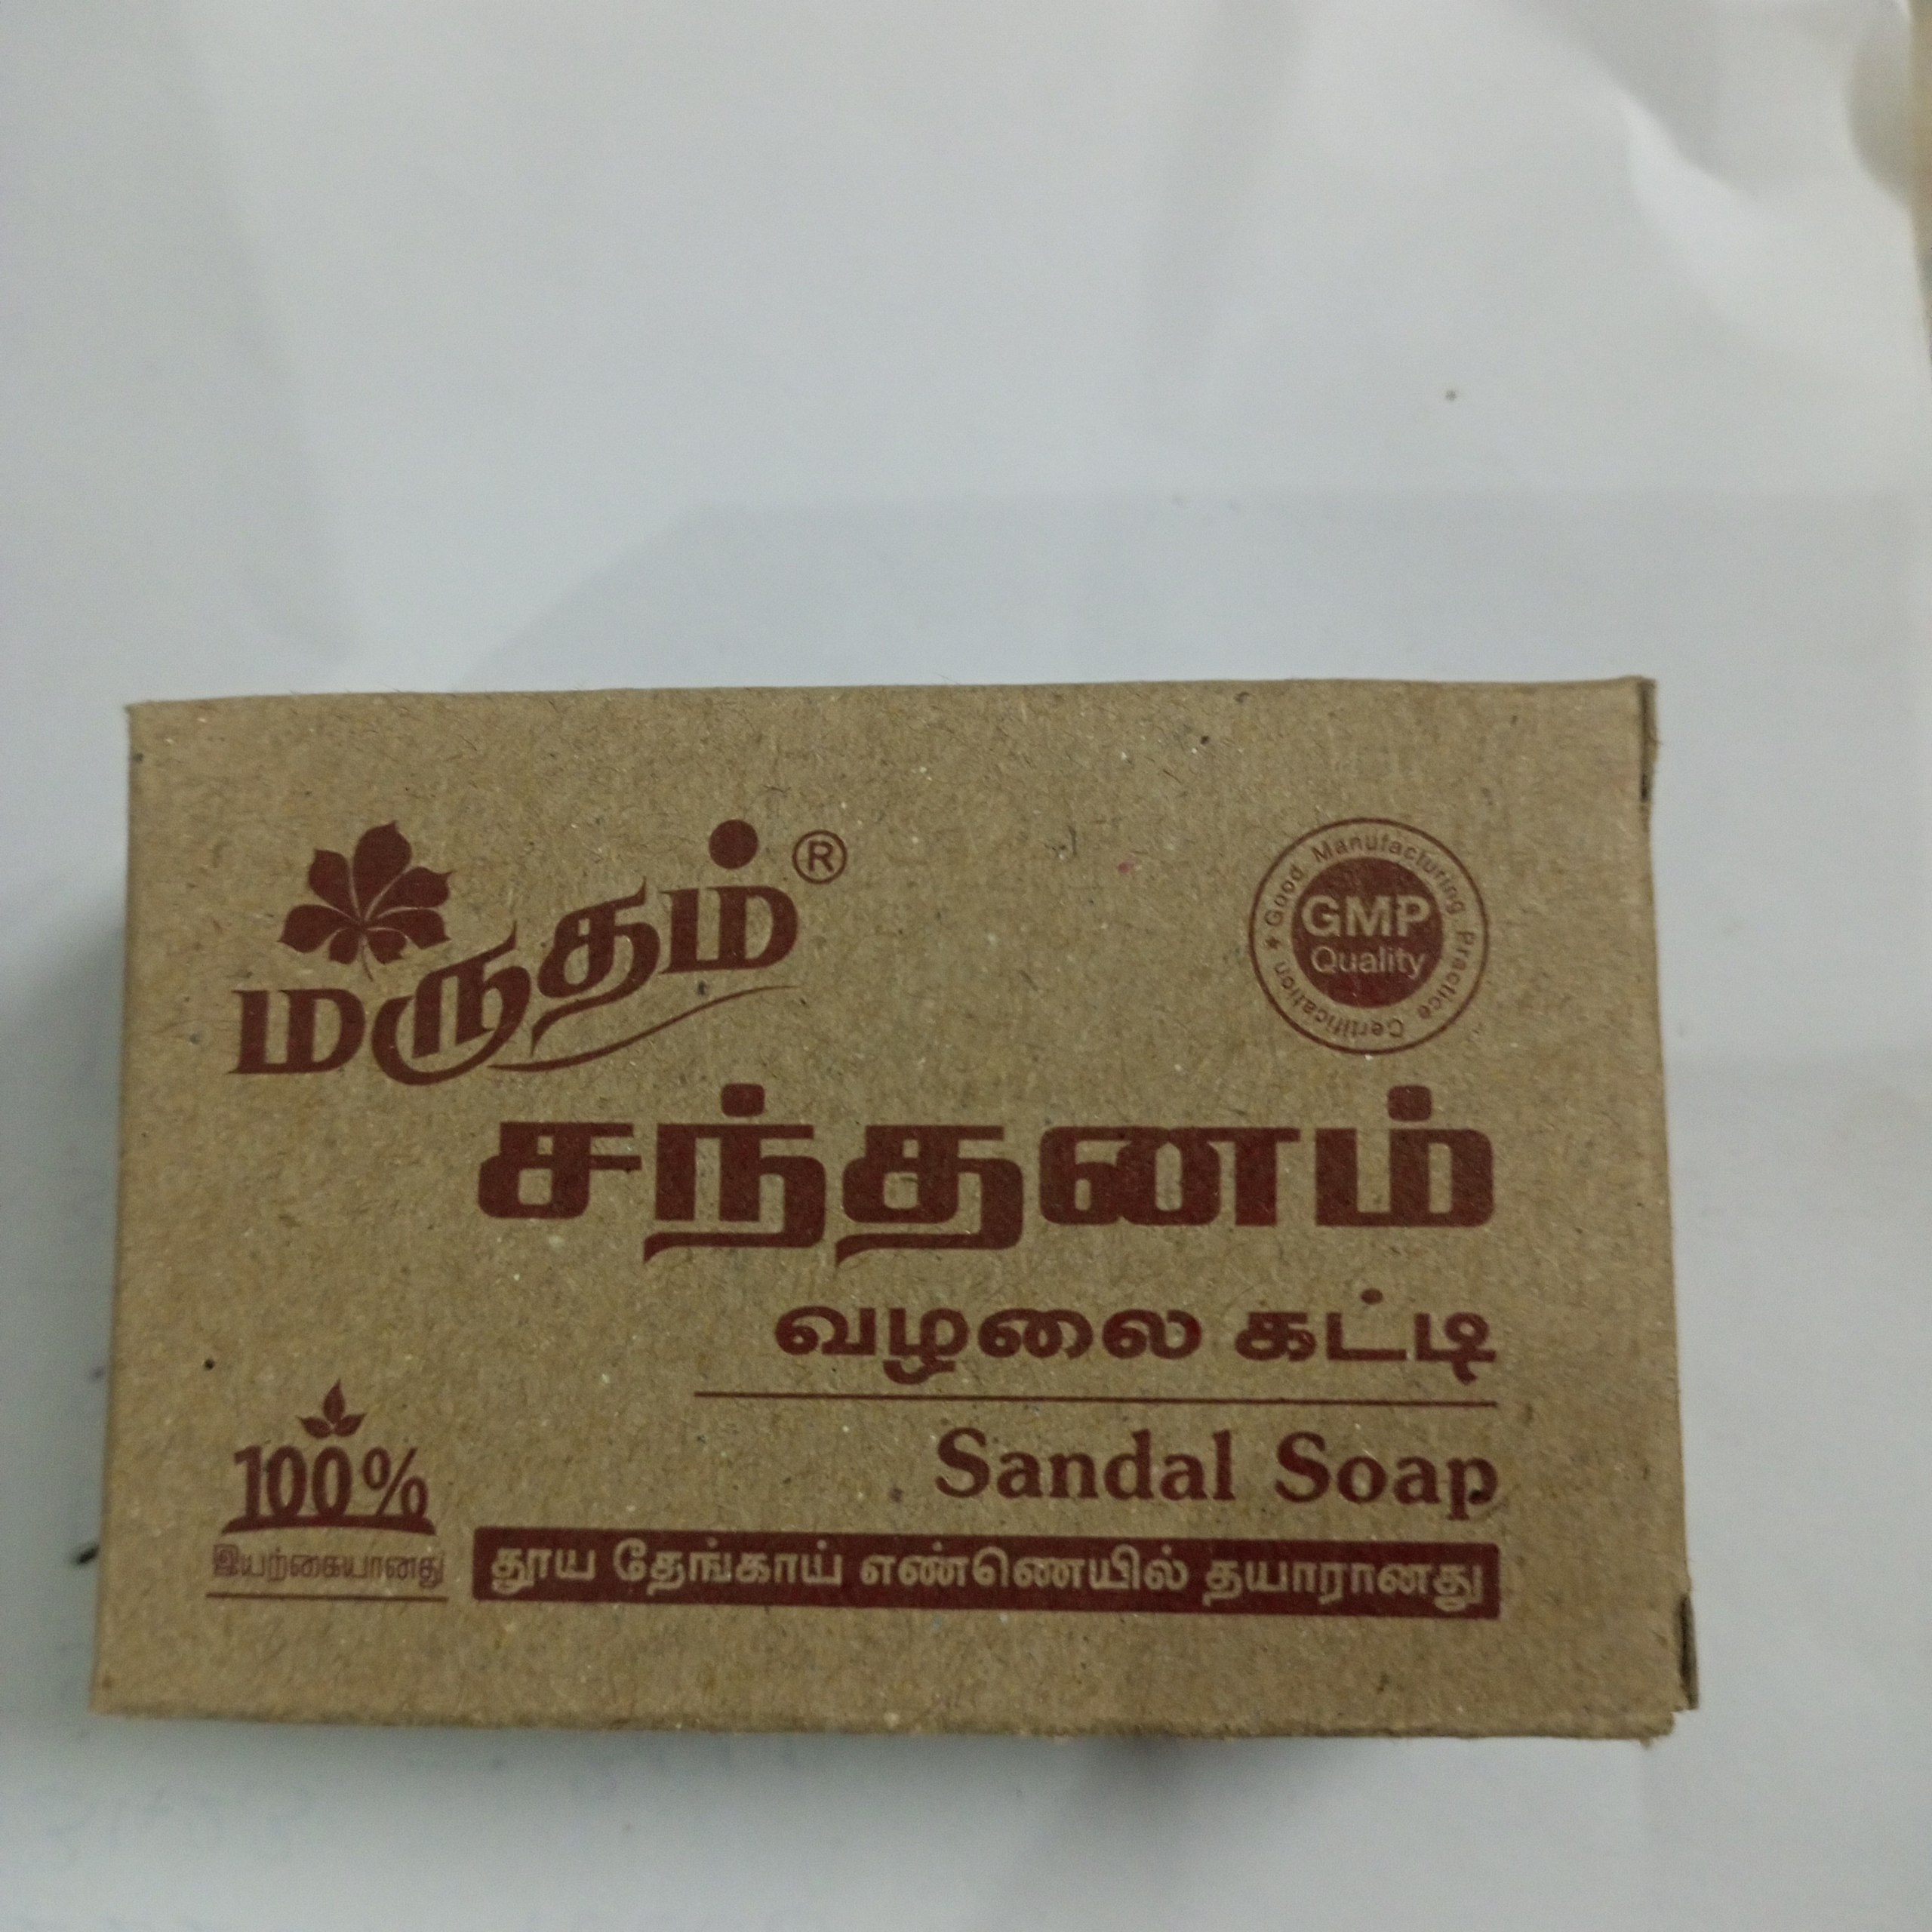 மருதம்®
Good Manufacturing Practice Certification ★
GMP
Quality
சந்தனம்
வழலை கட்டி
Sandal Soap
100%
இயற்கையானது
தூய தேங்காய் எண்ணெயில் தயாரானது